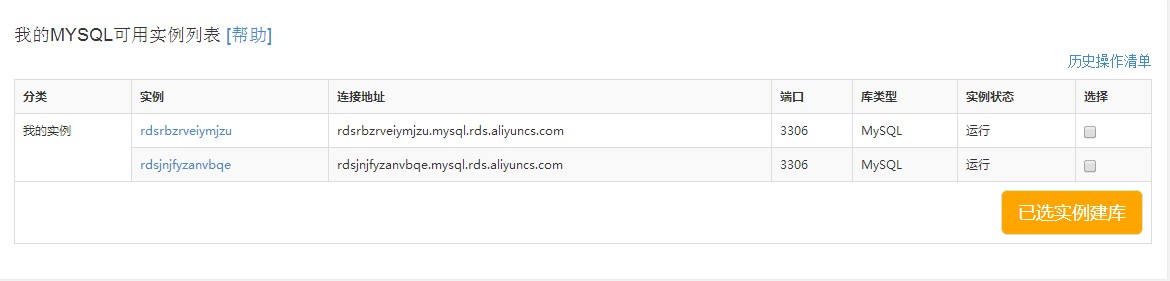 我的MYSQL可用实例列表 [帮助]
历史操作清单
分类 实例 连接地址 端口 库类型 实例状态 选择
我的实例 rdsrbzrveiymjzu rdsrbzrveiymjzu.mysql.rds.aliyuncs.com 3306 MySQL 运行
rdsjnjfyzanvbqe rdsjnjfyzanvbqe.mysql.rds.aliyuncs.com 3306 MySQL 运行
已选实例建库